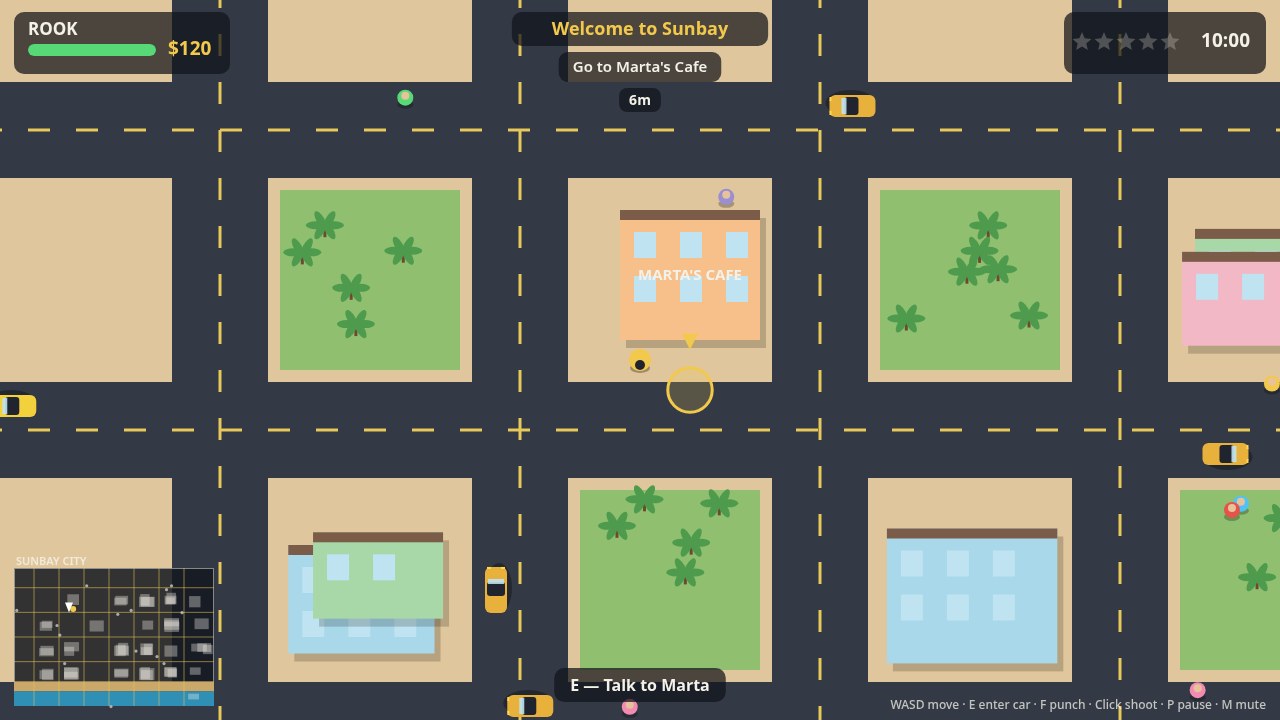 ROOK
$120
Welcome to Sunbay
Go to Marta's Cafe
6m
10:00
MARTA'S CAFE
SUNBAY CITY
E — Talk to Marta
WASD move · E enter car · F punch · Click shoot · P pause · M mute